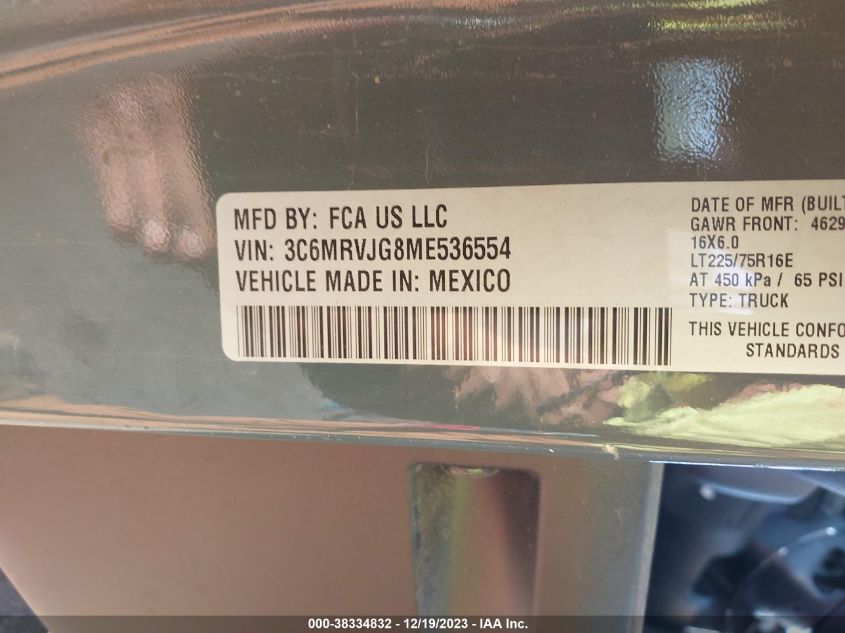 MFD BY: FCA US LLC
VIN: 3C6MRVJG8ME536554
VEHICLE MADE IN: MEXICO
DATE OF MFR (BUILT
GAWR FRONT: 4629
16X6.0
LT225/75R16E
AT 450 kPa / 65 PSI
TYPE: TRUCK
THIS VEHICLE CONFO
STANDARDS
000-38334832 - 12/19/2023 - IAA Inc.